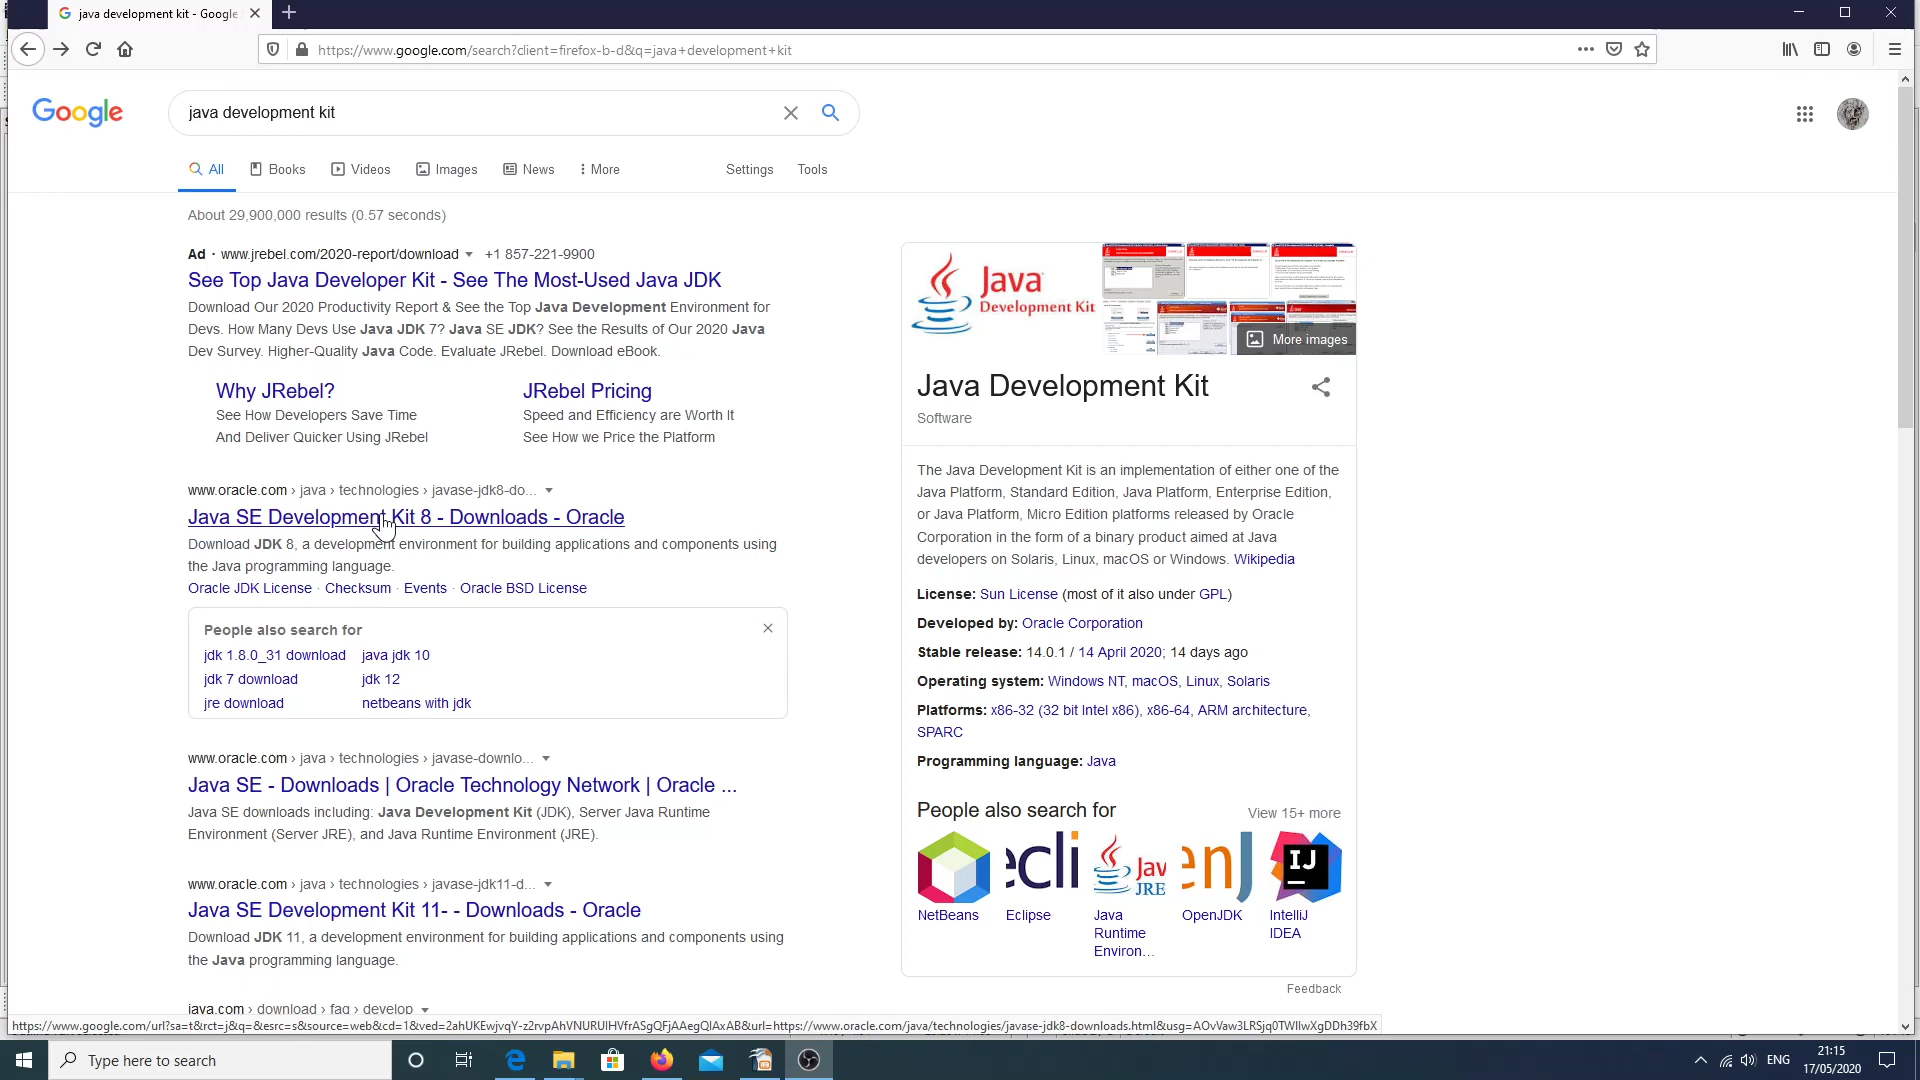 java development kit - Google
https://www.google.com/search?client=firefox-b-d&q=java+development+kit
Google
java development kit
All
Books
Videos
Images
News
More
Settings
Tools
About 29,900,000 results (0.57 seconds)
Ad · www.jrebel.com/2020-report/download +1 857-221-9900
See Top Java Developer Kit - See The Most-Used Java JDK
Download Our 2020 Productivity Report & See the Top Java Development Environment for
Devs. How Many Devs Use Java JDK 7? Java SE JDK? See the Results of Our 2020 Java
Dev Survey. Higher-Quality Java Code. Evaluate JRebel. Download eBook.
Why JRebel?
See How Developers Save Time
And Deliver Quicker Using JRebel
JRebel Pricing
Speed and Efficiency are Worth It
See How we Price the Platform
www.oracle.com › java › technologies › javase-jdk8-do...
Java SE Development Kit 8 - Downloads - Oracle
Download JDK 8, a development environment for building applications and components using
the Java programming language.
Oracle JDK License · Checksum · Events · Oracle BSD License
People also search for
jdk 1.8.0_31 download
java jdk 10
jdk 7 download
jdk 12
jre download
netbeans with jdk
www.oracle.com › java › technologies › javase-downlo...
Java SE - Downloads | Oracle Technology Network | Oracle ...
Java SE downloads including: Java Development Kit (JDK), Server Java Runtime
Environment (Server JRE), and Java Runtime Environment (JRE).
www.oracle.com › java › technologies › javase-jdk11-d...
Java SE Development Kit 11- - Downloads - Oracle
Download JDK 11, a development environment for building applications and components using
the Java programming language.
java.com › download › faq › develop
Java
Development Kit
More images
Java Development Kit
Software
The Java Development Kit is an implementation of either one of the
Java Platform, Standard Edition, Java Platform, Enterprise Edition,
or Java Platform, Micro Edition platforms released by Oracle
Corporation in the form of a binary product aimed at Java
developers on Solaris, Linux, macOS or Windows. Wikipedia
License: Sun License (most of it also under GPL)
Developed by: Oracle Corporation
Stable release: 14.0.1 / 14 April 2020; 14 days ago
Operating system: Windows NT, macOS, Linux, Solaris
Platforms: x86-32 (32 bit Intel x86), x86-64, ARM architecture,
SPARC
Programming language: Java
People also search for
View 15+ more
ecli
Jav
JRE
enJ
IJ
NetBeans
Eclipse
Java
Runtime
Environ...
OpenJDK
IntelliJ
IDEA
Feedback
https://www.google.com/url?sa=t&rct=j&q=&esrc=s&source=web&cd=1&ved=2ahUKEwjvqY-z2rvpAhVNURUIHVfrASgQFjAAegQIAxAB&url=https://www.oracle.com/java/technologies/javase-jdk8-downloads.html&usg=AOvVaw3LRSjq0TWIlwXgDDh39fbX
Type here to search
ENG
21:15
17/05/2020